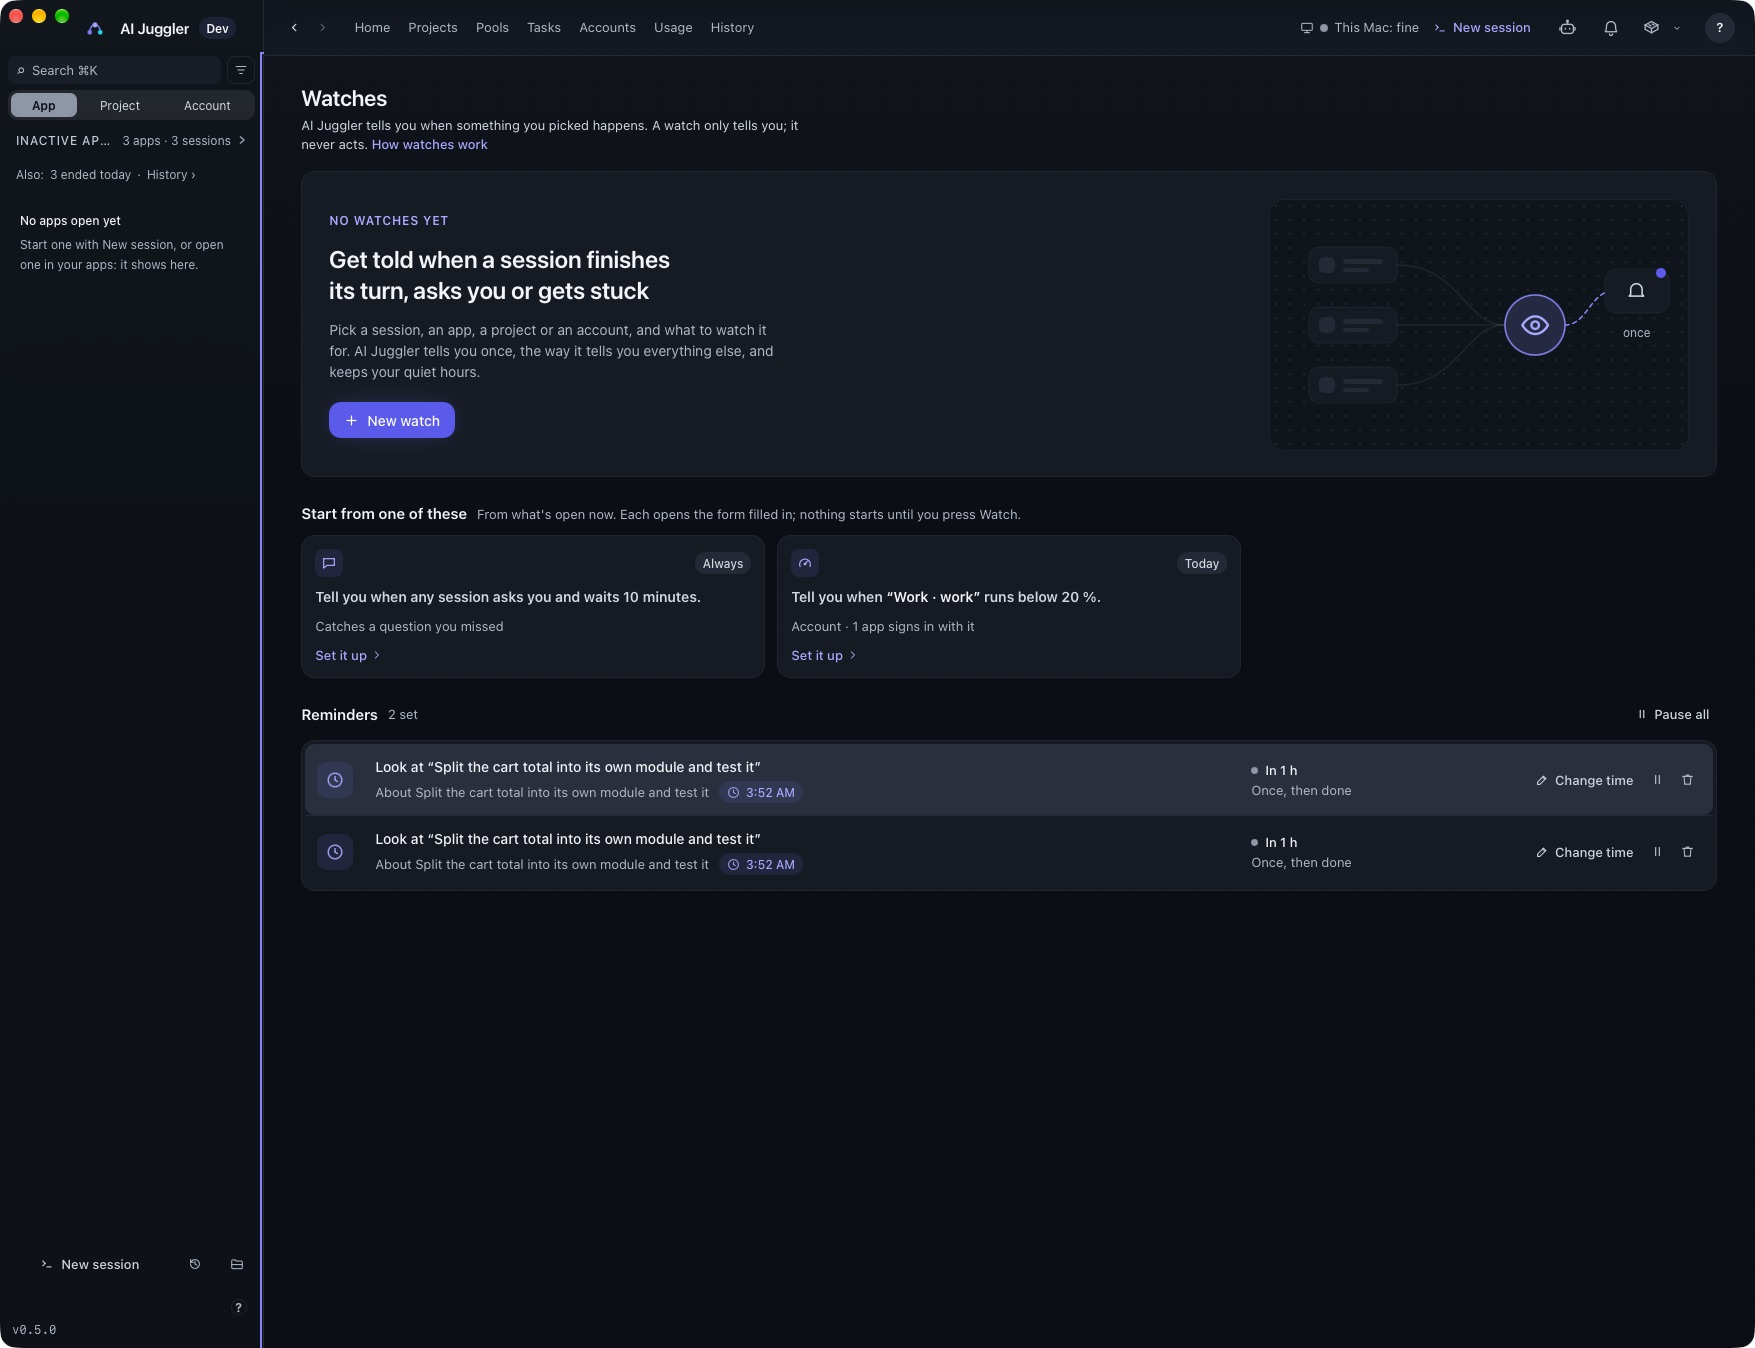 AI Juggler Dev
Home Projects Pools Tasks Accounts Usage History
This Mac: fine
New session
?
Search ⌘K
App Project Account
INACTIVE AP… 3 apps · 3 sessions
Also: 3 ended today · History ›
No apps open yet
Start one with New session, or open
one in your apps: it shows here.
New session
?
v0.5.0
Watches
AI Juggler tells you when something you picked happens. A watch only tells you; it
never acts. How watches work
NO WATCHES YET
Get told when a session finishes
its turn, asks you or gets stuck
Pick a session, an app, a project or an account, and what to watch it
for. AI Juggler tells you once, the way it tells you everything else, and
keeps your quiet hours.
+ New watch
once
Start from one of these From what's open now. Each opens the form filled in; nothing starts until you press Watch.
Always
Tell you when any session asks you and waits 10 minutes.
Catches a question you missed
Set it up
Today
Tell you when “Work · work” runs below 20 %.
Account · 1 app signs in with it
Set it up
Reminders 2 set
Pause all
Look at “Split the cart total into its own module and test it”
About Split the cart total into its own module and test it 3:52 AM
In 1 h
Once, then done
Change time
Look at “Split the cart total into its own module and test it”
About Split the cart total into its own module and test it 3:52 AM
In 1 h
Once, then done
Change time